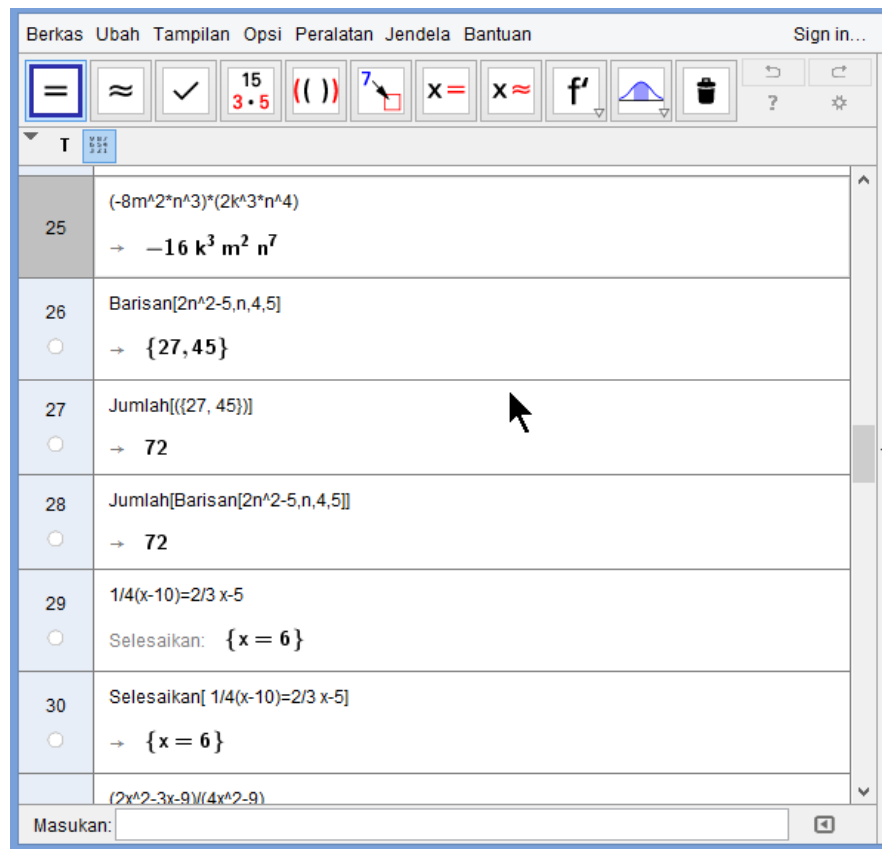 Berkas Ubah Tampilan Opsi Peralatan Jendela Bantuan Sign in...
= ≈ ✓ 15 3·5 (( )) 7 x= x≈ f′ ?
T
25 (-8m^2*n^3)*(2k^3*n^4)
→ −16 k³ m² n⁷
26 Barisan[2n^2-5,n,4,5]
→ {27, 45}
27 Jumlah[({27, 45})]
→ 72
28 Jumlah[Barisan[2n^2-5,n,4,5]]
→ 72
29 1/4(x-10)=2/3 x-5
Selesaikan: {x = 6}
30 Selesaikan[ 1/4(x-10)=2/3 x-5]
→ {x = 6}
(2x^2-3x-9)/(4x^2-9)
Masukan: